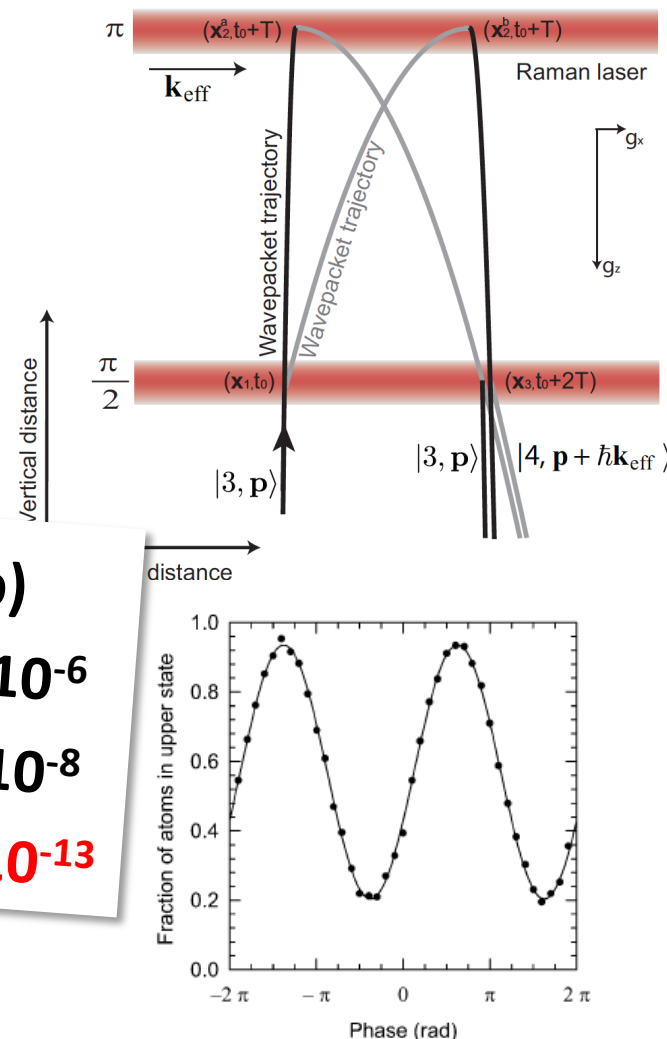 π
(x₂ᵃ,t₀+T)
(x₂ᵇ,t₀+T)
k_eff
Raman laser
Wavepacket trajectory
Wavepacket trajectory
gₓ
g_z
π/2
(x₁,t₀)
(x₃,t₀+2T)
|3, p⟩
|3, p⟩
|4, p + ħk_eff ⟩
Vertical distance
distance
)
10⁻⁶
10⁻⁸
10⁻¹³
Fraction of atoms in upper state
1.0
0.8
0.6
0.4
0.2
0.0
−2 π
− π
0
π
2 π
Phase (rad)